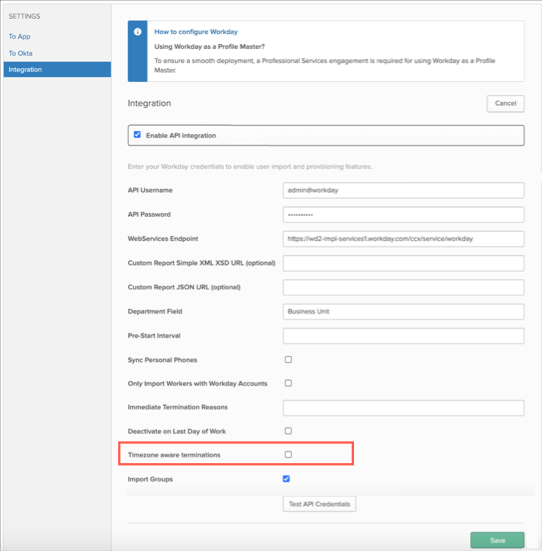 SETTINGS
To App
To Okta
Integration
How to configure Workday
Using Workday as a Profile Master?
To ensure a smooth deployment, a Professional Services engagement is required for using Workday as a Profile
Master.
Integration
Cancel
Enable API integration
Enter your Workday credentials to enable user import and provisioning features.
API Username
admin@workday
API Password
••••••••••
WebServices Endpoint
https://wd2-impl-services1.workday.com/ccx/service/workday
Custom Report Simple XML XSD URL (optional)
Custom Report JSON URL (optional)
Department Field
Business Unit
Pre-Start Interval
Sync Personal Phones
Only Import Workers with Workday Accounts
Immediate Termination Reasons
Deactivate on Last Day of Work
Timezone aware terminations
Import Groups
Test API Credentials
Save